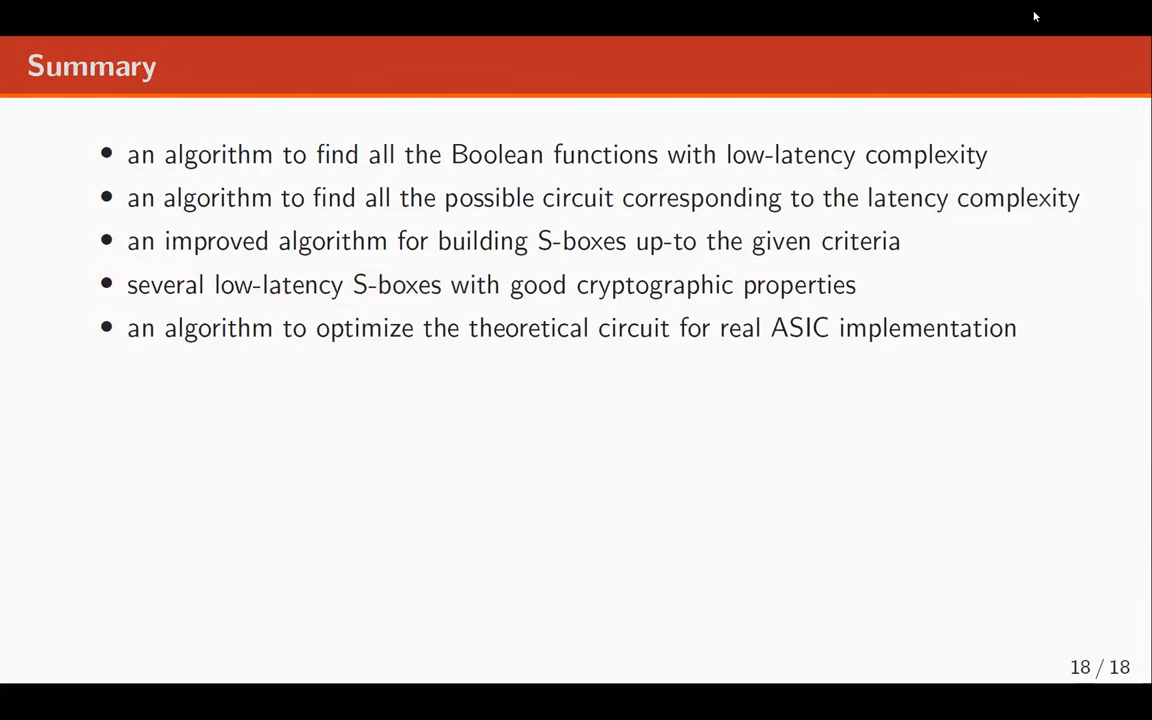 Summary
• an algorithm to find all the Boolean functions with low-latency complexity
• an algorithm to find all the possible circuit corresponding to the latency complexity
• an improved algorithm for building S-boxes up-to the given criteria
• several low-latency S-boxes with good cryptographic properties
• an algorithm to optimize the theoretical circuit for real ASIC implementation
18 / 18